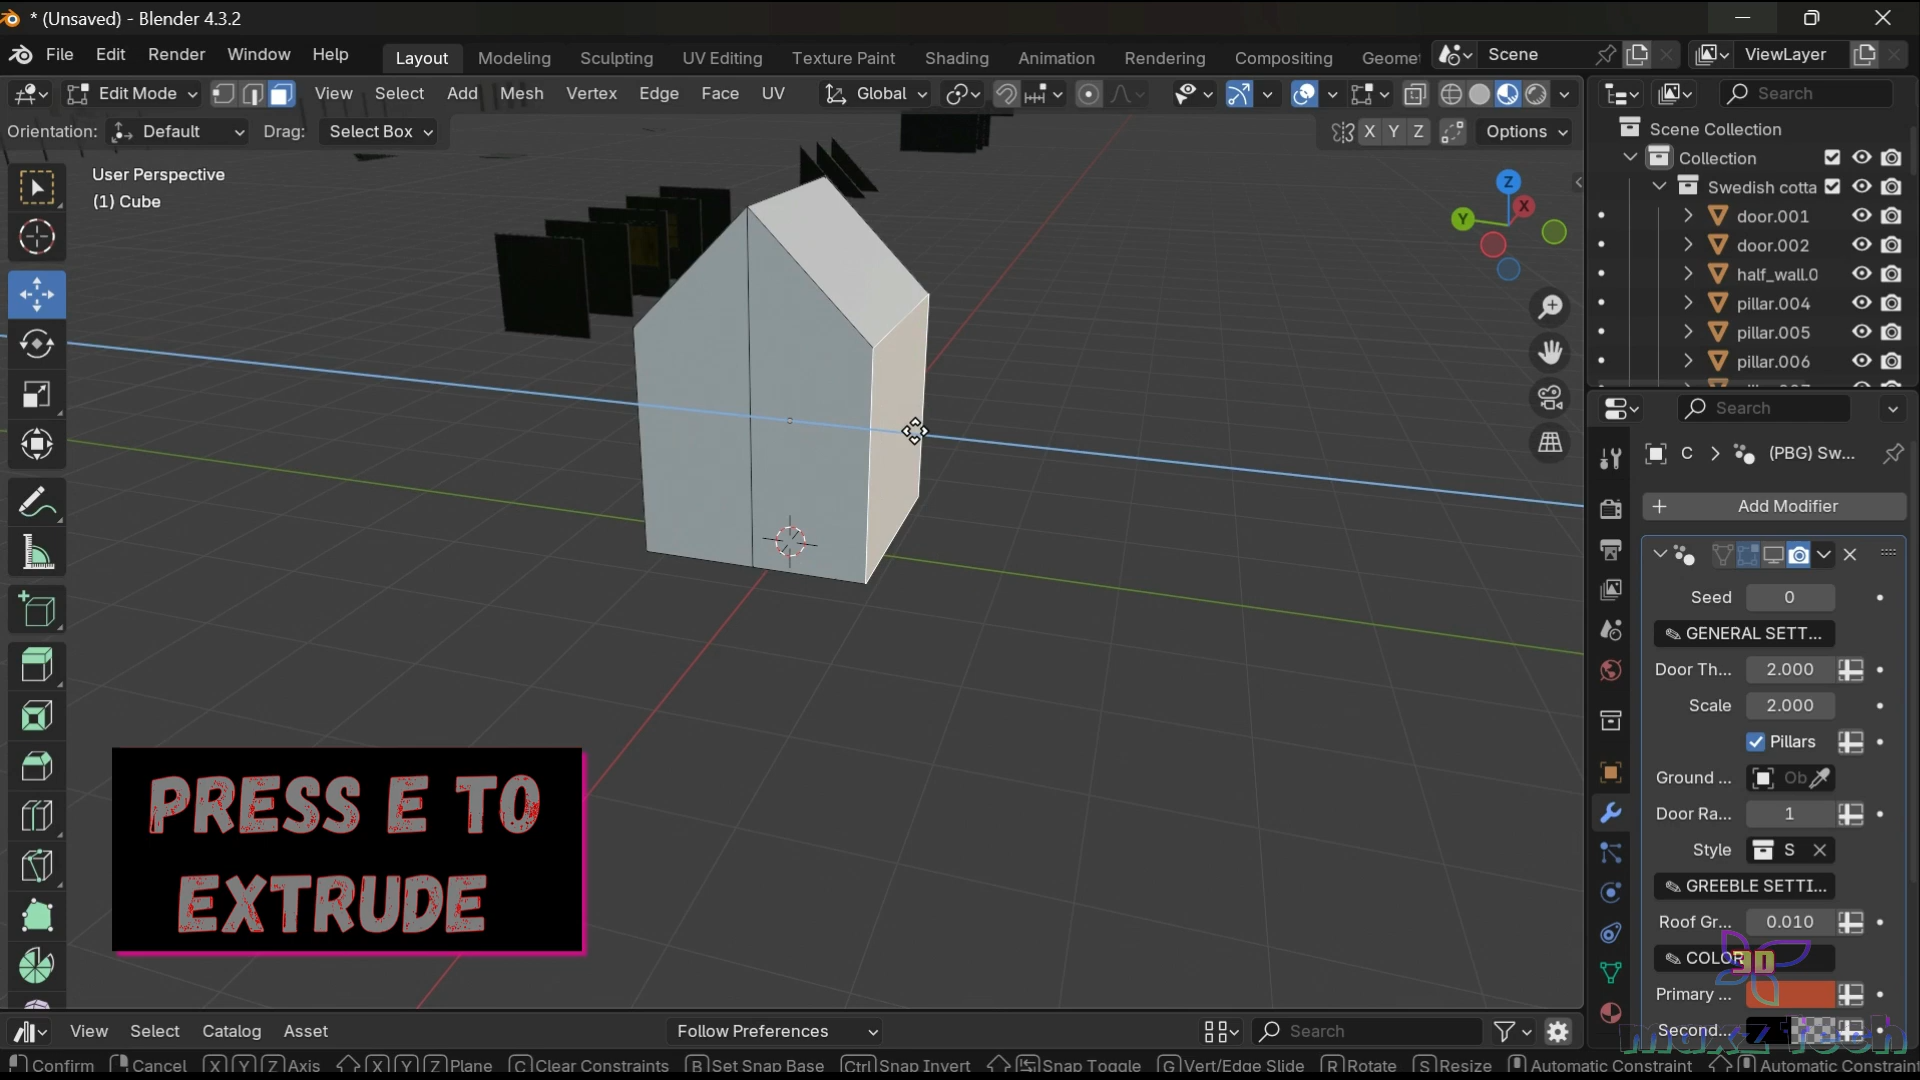 * (Unsaved) - Blender 4.3.2
File Edit Render Window Help Layout Modeling Sculpting UV Editing Texture Paint Shading Animation Rendering Compositing Geomet Scene ViewLayer
Edit Mode View Select Add Mesh Vertex Edge Face UV Global Search
Orientation: Default Drag: Select Box X Y Z Options
Scene Collection
Collection
Swedish cotta
door.001
door.002
half_wall.0
pillar.004
pillar.005
pillar.006
User Perspective
(1) Cube
Z
X
Y
Search
C > (PBG) Sw...
Add Modifier
Seed 0
GENERAL SETT...
Door Th... 2.000
Scale 2.000
Pillars
Ground ... Ob
Door Ra... 1
Style S
GREEBLE SETTI...
Roof Gr... 0.010
COLOR
3D
Primary ...
Second...
maxz tech
PRESS E TO
EXTRUDE
View Select Catalog Asset Follow Preferences Search
Confirm Cancel X Y Z Axis X Y Z Plane C Clear Constraints B Set Snap Base Ctrl Snap Invert Snap Toggle G Vert/Edge Slide R Rotate S Resize Automatic Constraint Automatic Constraint